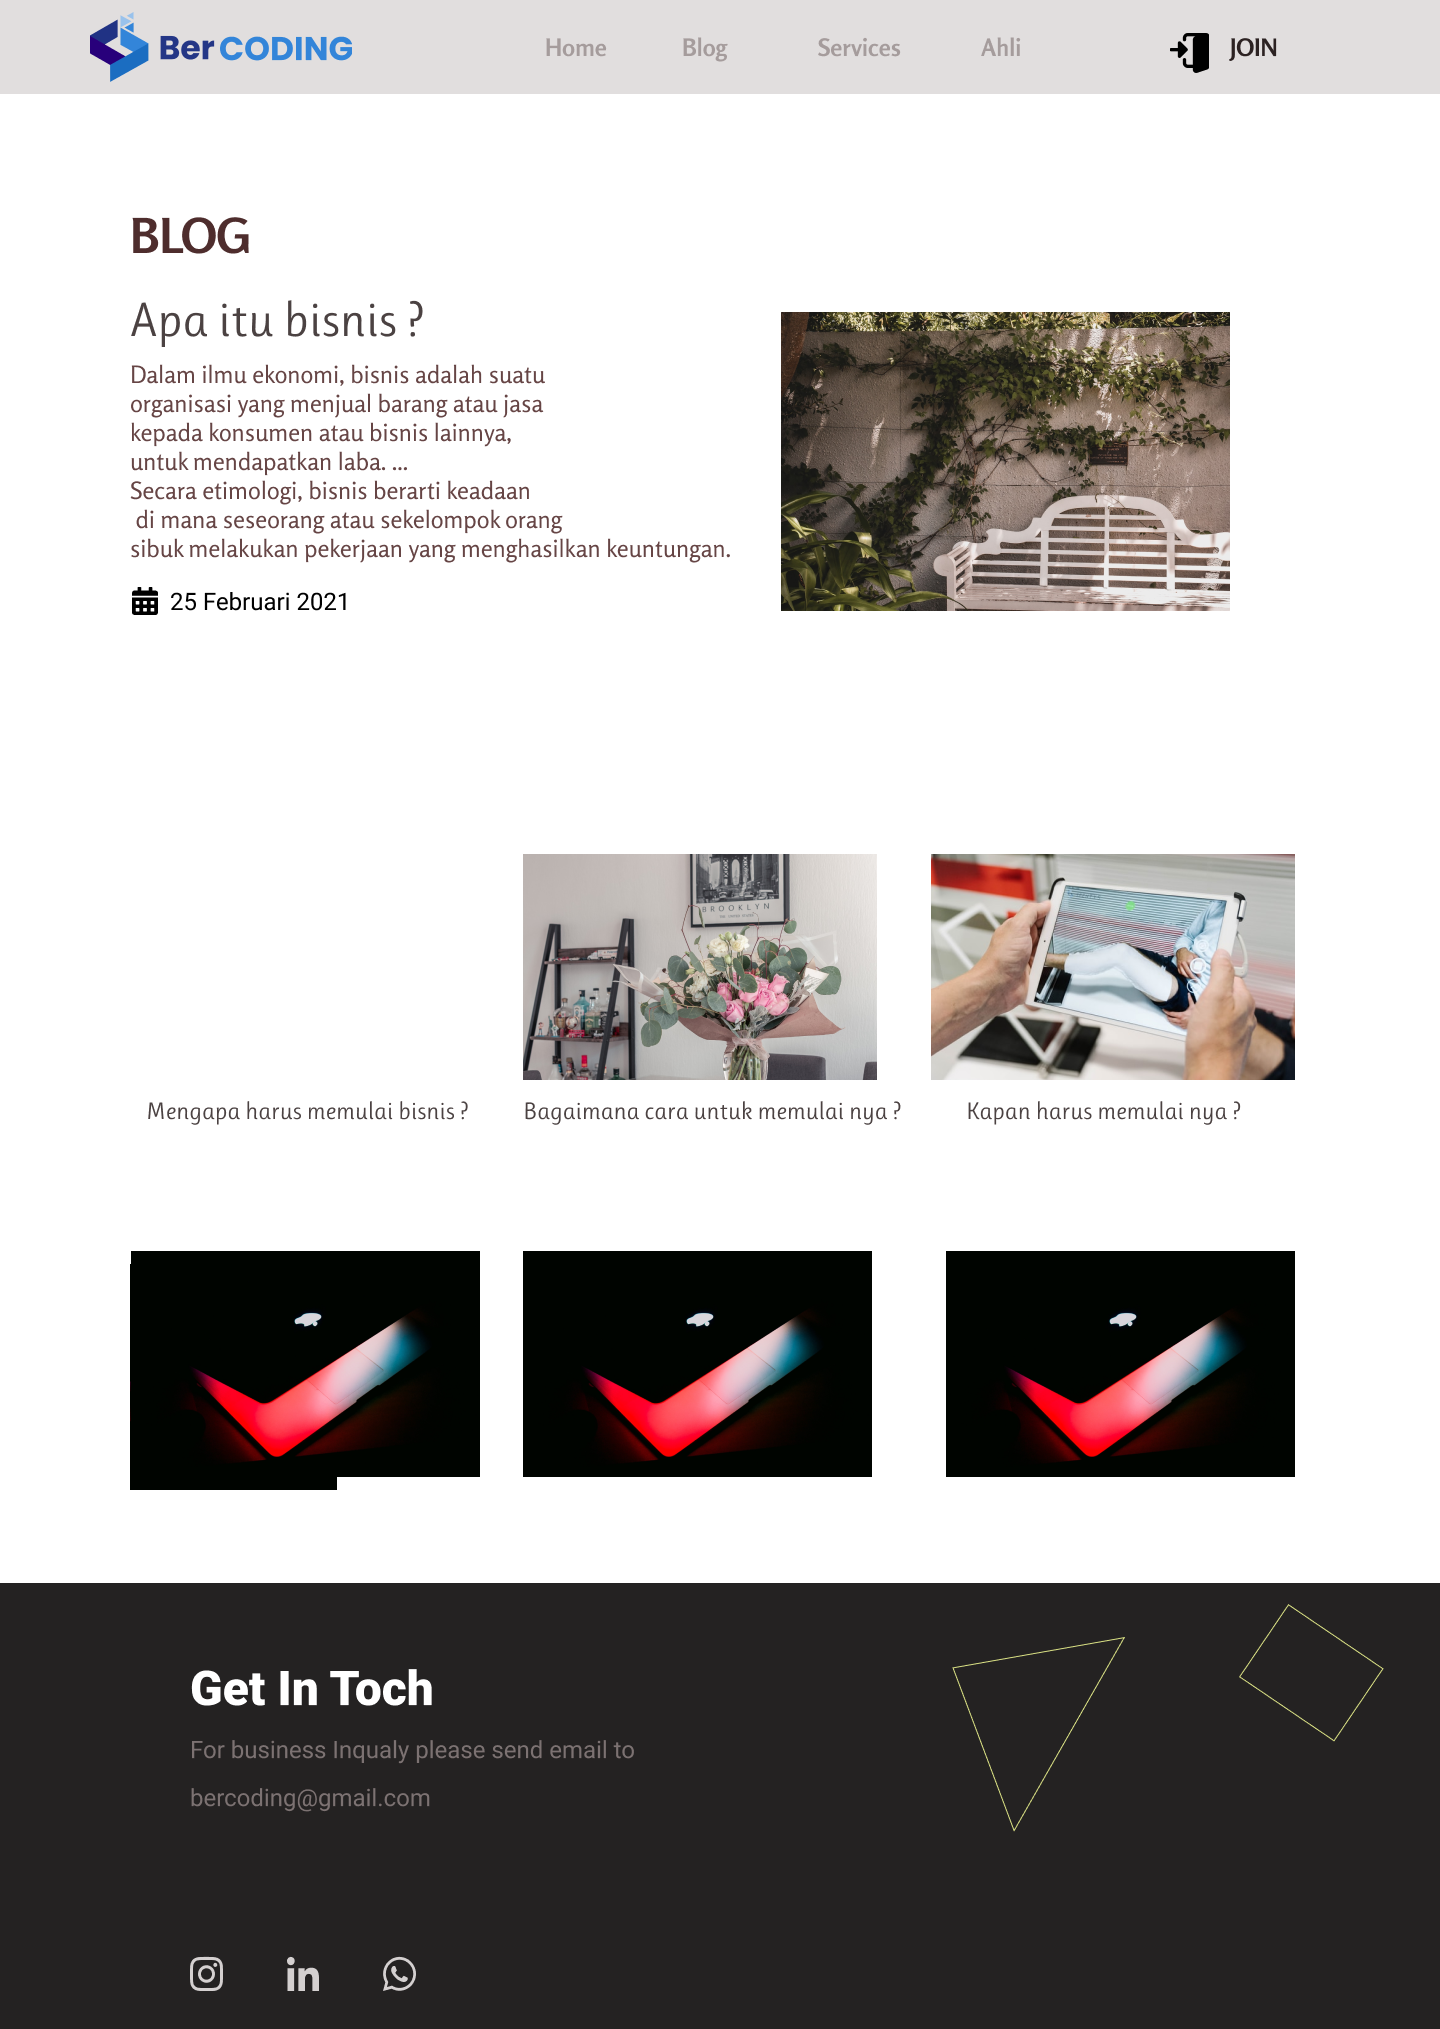 Ber CODING
Home
Blog
Services
Ahli
JOIN
BLOG
Apa itu bisnis ?
Dalam ilmu ekonomi, bisnis adalah suatu
organisasi yang menjual barang atau jasa
kepada konsumen atau bisnis lainnya,
untuk mendapatkan laba. ...
Secara etimologi, bisnis berarti keadaan
di mana seseorang atau sekelompok orang
sibuk melakukan pekerjaan yang menghasilkan keuntungan.
25 Februari 2021
BROOKLYN
Mengapa harus memulai bisnis ?
Bagaimana cara untuk memulai nya ?
Kapan harus memulai nya ?
Get In Toch
For business Inqualy please send email to
bercoding@gmail.com